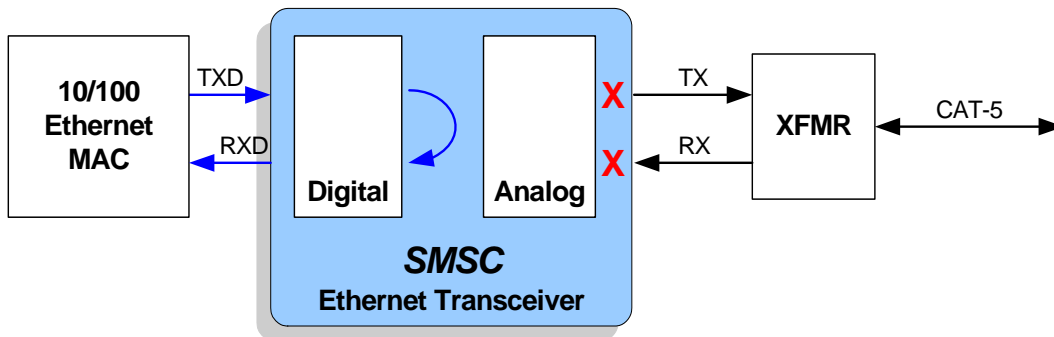 10/100
Ethernet
MAC
TXD
RXD
Digital
Analog
X
X
SMSC
Ethernet Transceiver
TX
RX
XFMR
CAT-5